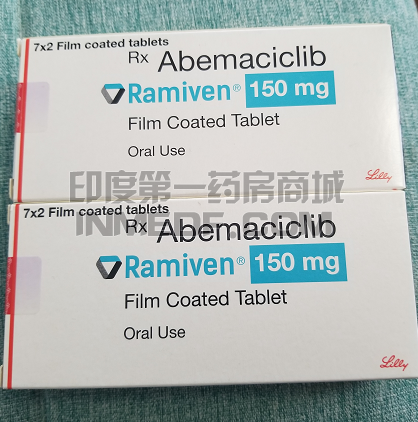 7x2 Film coated tablets
Rx Abemaciclib
Ramiven® 150 mg
Film Coated Tablet
Oral Use
Lilly
印度第一药房商城
INMEDE.COM
7x2 Film coated tablets
Rx Abemaciclib
Ramiven® 150 mg
Film Coated Tablet
Oral Use
Lilly